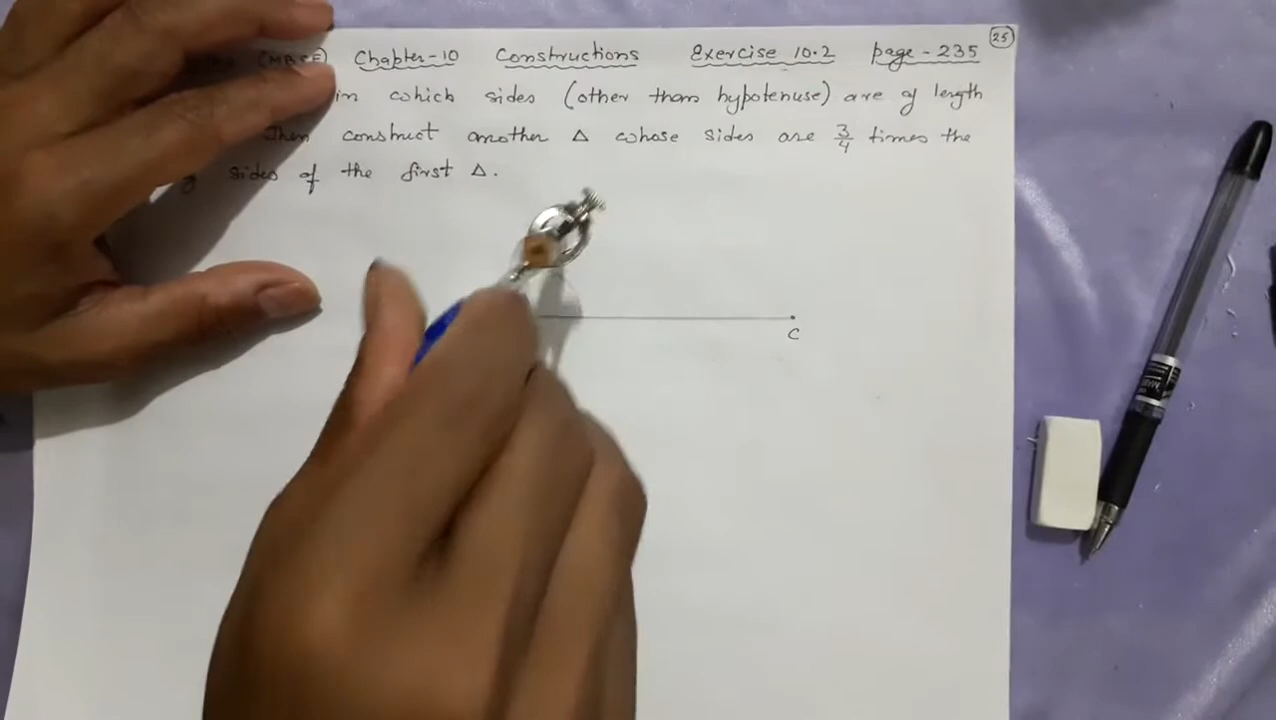 25
Chapter-10 Constructions Exercise 10.2 page - 235
in which sides (other than hypotenuse) are of length
Then construct another △ whose sides are 3/4 times the
sides of the first △.
C